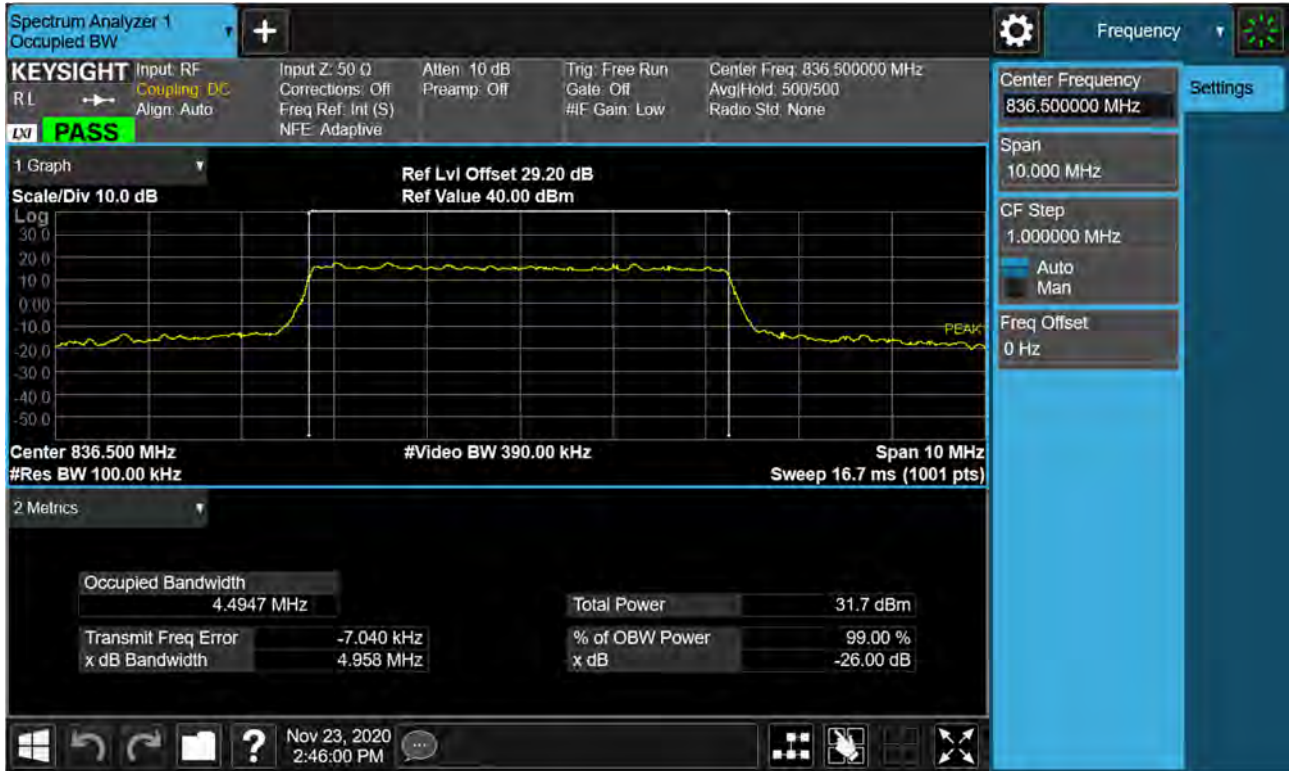 Spectrum Analyzer 1
Occupied BW
+
Frequency
KEYSIGHT
R L
LXI
PASS
Input: RF
Coupling: DC
Align: Auto
Input Z: 50 Ω
Corrections: Off
Freq Ref: Int (S)
NFE: Adaptive
Atten: 10 dB
Preamp: Off
Trig: Free Run
Gate: Off
#IF Gain: Low
Center Freq: 836.500000 MHz
Avg|Hold: 500/500
Radio Std: None
Center Frequency
836.500000 MHz
Settings
Span
10.000 MHz
CF Step
1.000000 MHz
Auto
Man
Freq Offset
0 Hz
1 Graph
Scale/Div 10.0 dB
Ref Lvl Offset 29.20 dB
Ref Value 40.00 dBm
Log
30.0
20.0
10.0
0.00
-10.0
-20.0
-30.0
-40.0
-50.0
PEAK
Center 836.500 MHz
#Video BW 390.00 kHz
Span 10 MHz
#Res BW 100.00 kHz
Sweep 16.7 ms (1001 pts)
2 Metrics
Occupied Bandwidth
4.4947 MHz
Total Power 31.7 dBm
Transmit Freq Error -7.040 kHz
% of OBW Power 99.00 %
x dB Bandwidth 4.958 MHz
x dB -26.00 dB
?
Nov 23, 2020
2:46:00 PM